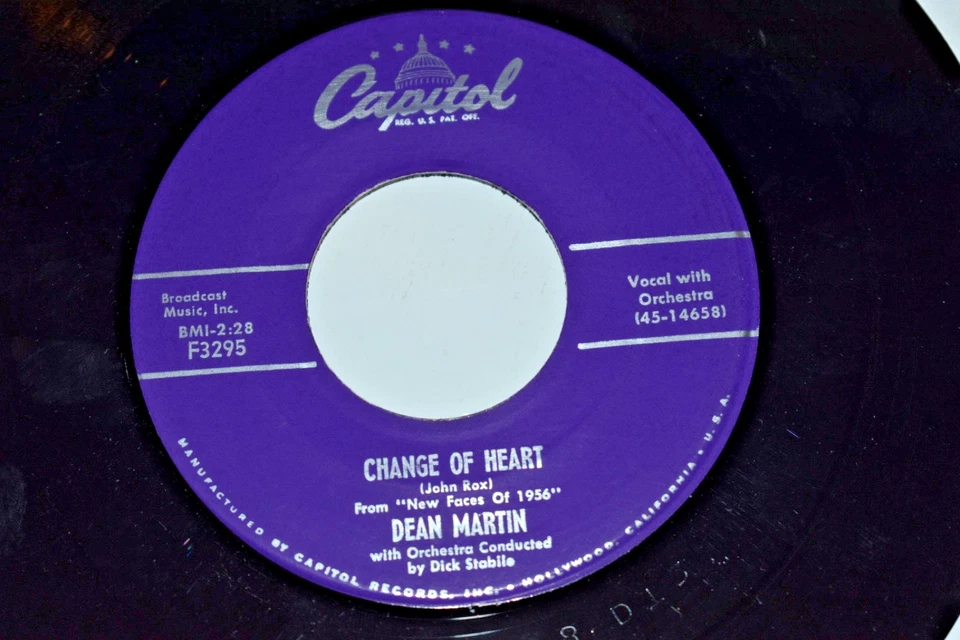 Capitol
REG. U.S. PAT. OFF.
Broadcast
Music, Inc.
BMI-2:28
F3295
Vocal with
Orchestra
(45-14658)
CHANGE OF HEART
(John Rox)
From "New Faces Of 1956"
DEAN MARTIN
with Orchestra Conducted
by Dick Stabile
MANUFACTURED BY CAPITOL RECORDS, INC. • HOLLYWOOD, CALIFORNIA • U.S.A.